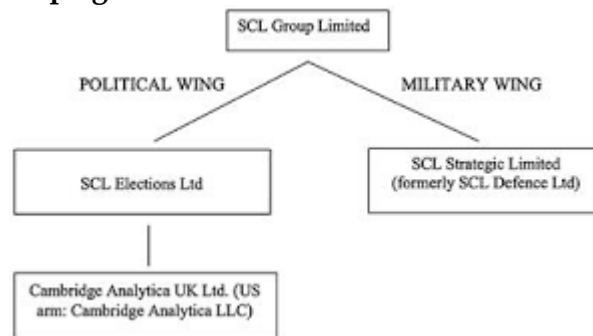 SCL Group Limited
POLITICAL WING
MILITARY WING
SCL Elections Ltd
SCL Strategic Limited
(formerly SCL Defence Ltd)
Cambridge Analytica UK Ltd. (US
arm: Cambridge Analytica LLC)